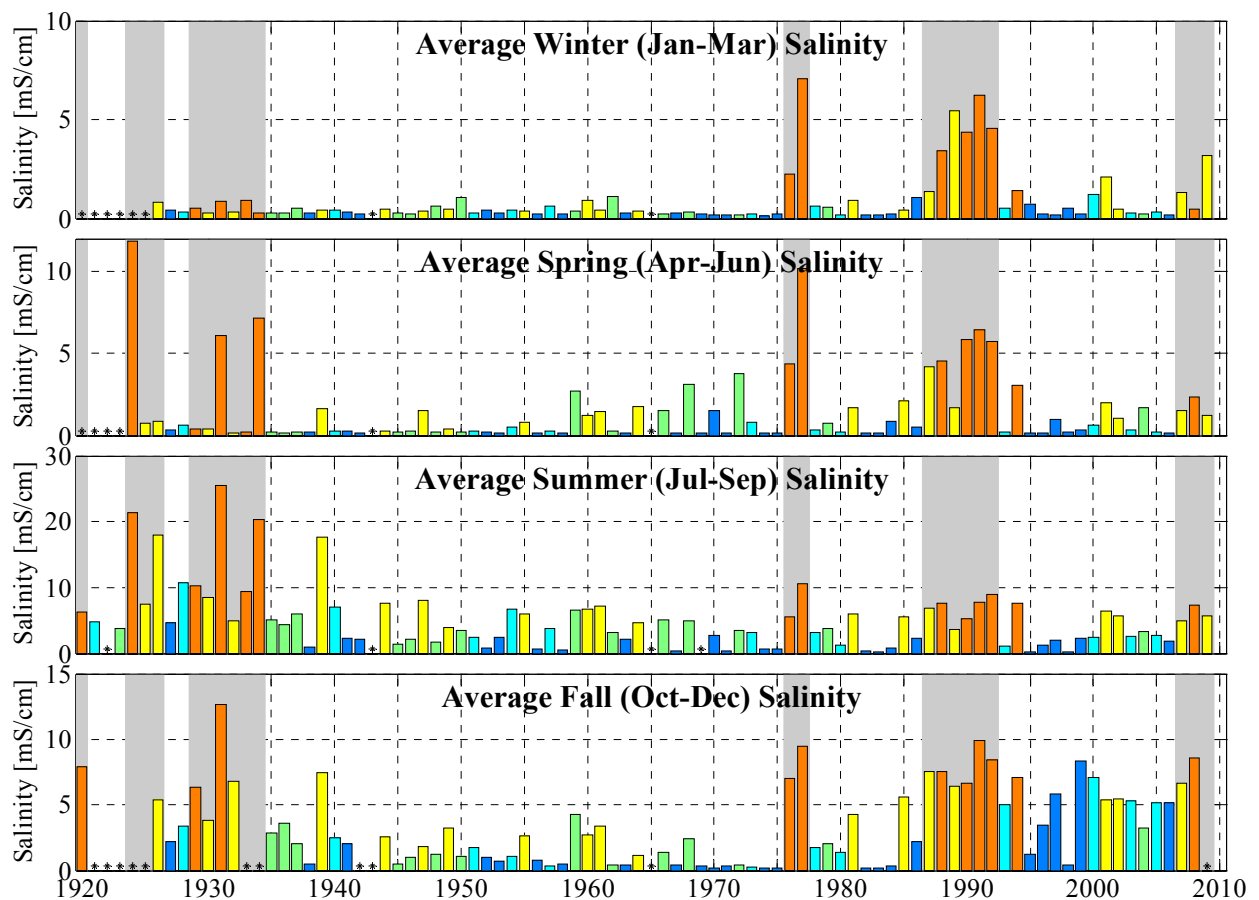 Average Winter (Jan-Mar) Salinity
Salinity [mS/cm]
10
5
0
Average Spring (Apr-Jun) Salinity
Salinity [mS/cm]
10
5
0
Average Summer (Jul-Sep) Salinity
Salinity [mS/cm]
30
20
10
0
Average Fall (Oct-Dec) Salinity
Salinity [mS/cm]
15
10
5
0
1920 1930 1940 1950 1960 1970 1980 1990 2000 2010